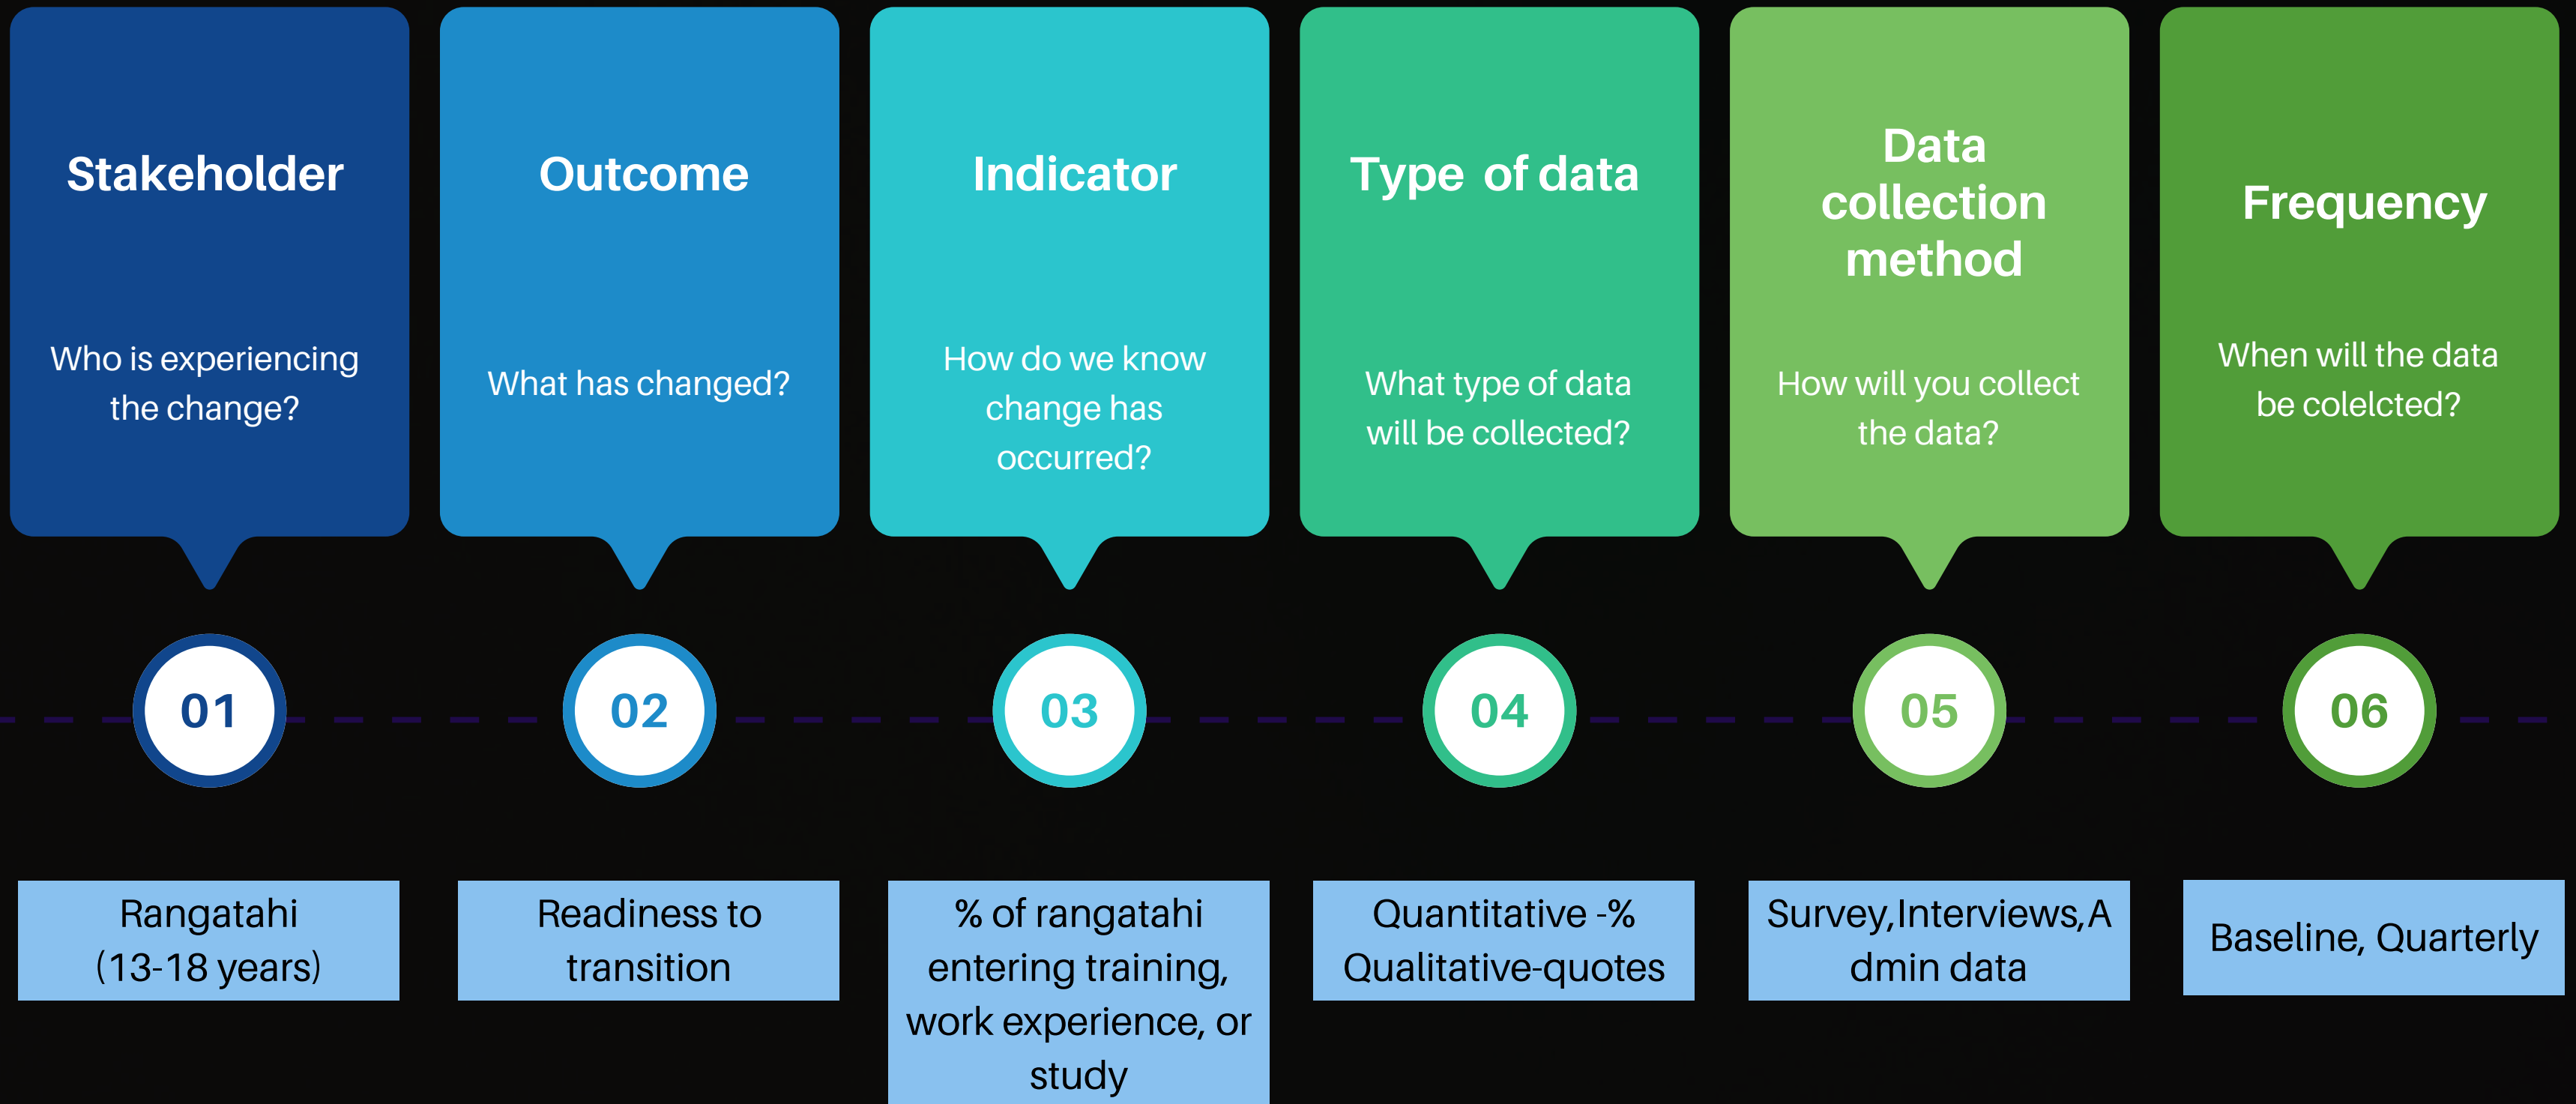 Stakeholder
Who is experiencing
the change?
01
Rangatahi
(13-18 years)
Outcome
What has changed?
02
Readiness to
transition
Indicator
How do we know
change has
occurred?
03
% of rangatahi
entering training,
work experience, or
study
Type of data
What type of data
will be collected?
04
Quantitative -%
Qualitative-quotes
Data
collection
method
How will you collect
the data?
05
Survey,Interviews,A
dmin data
Frequency
When will the data
be colelcted?
06
Baseline, Quarterly